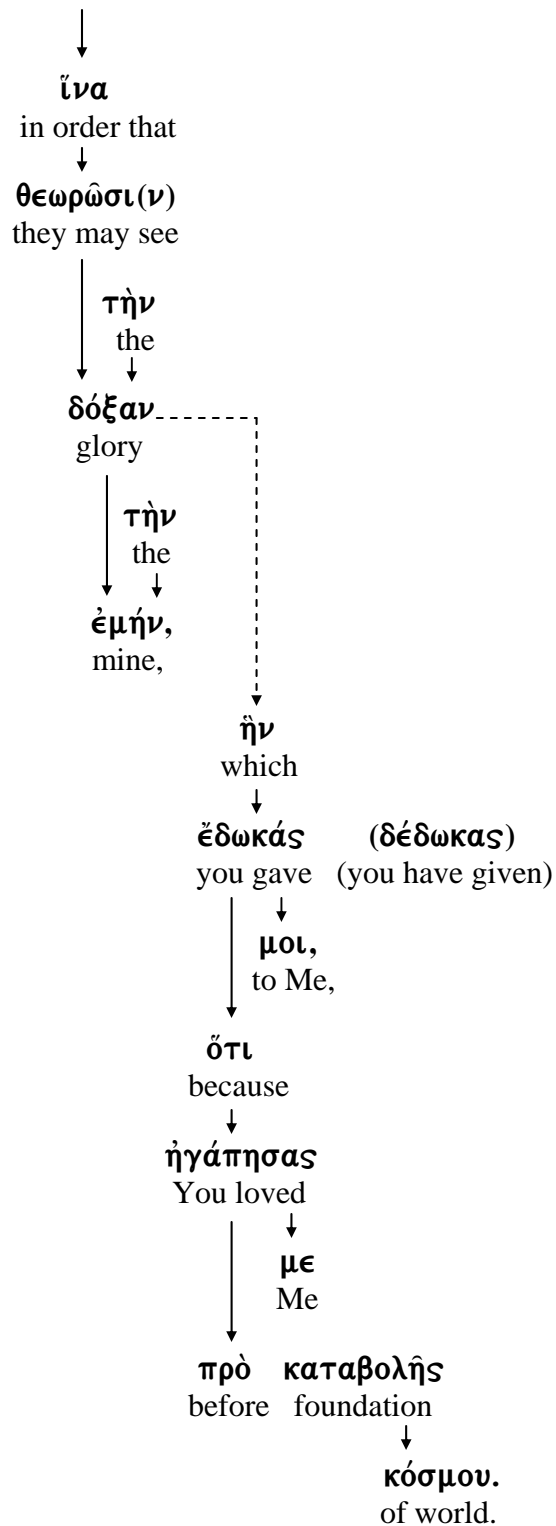 ἵνα
in order that
θεωρῶσι(ν)
they may see
τὴν
the
δόξαν
glory
τὴν
the
ἐμήν,
mine,
ἣν
which
ἔδωκάς (δέδωκας)
you gave (you have given)
μοι,
to Me,
ὅτι
because
ἠγάπησας
You loved
με
Me
πρὸ καταβολῆς
before foundation
κόσμου.
of world.